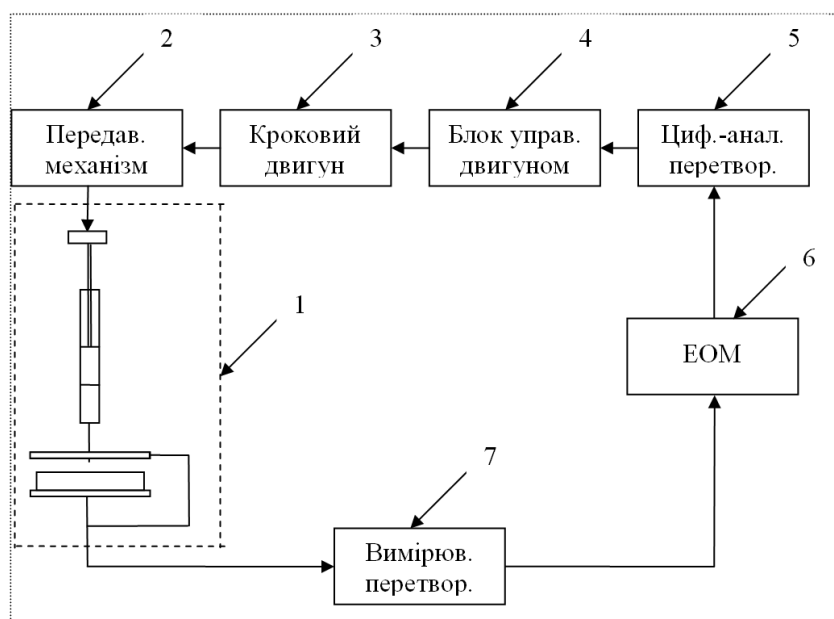 2
3
4
5
Передав.
механізм
Кроковий
двигун
Блок управ.
двигуном
Циф.-анал.
перетвор.
1
6
ЕОМ
7
Вимірюв.
перетвор.